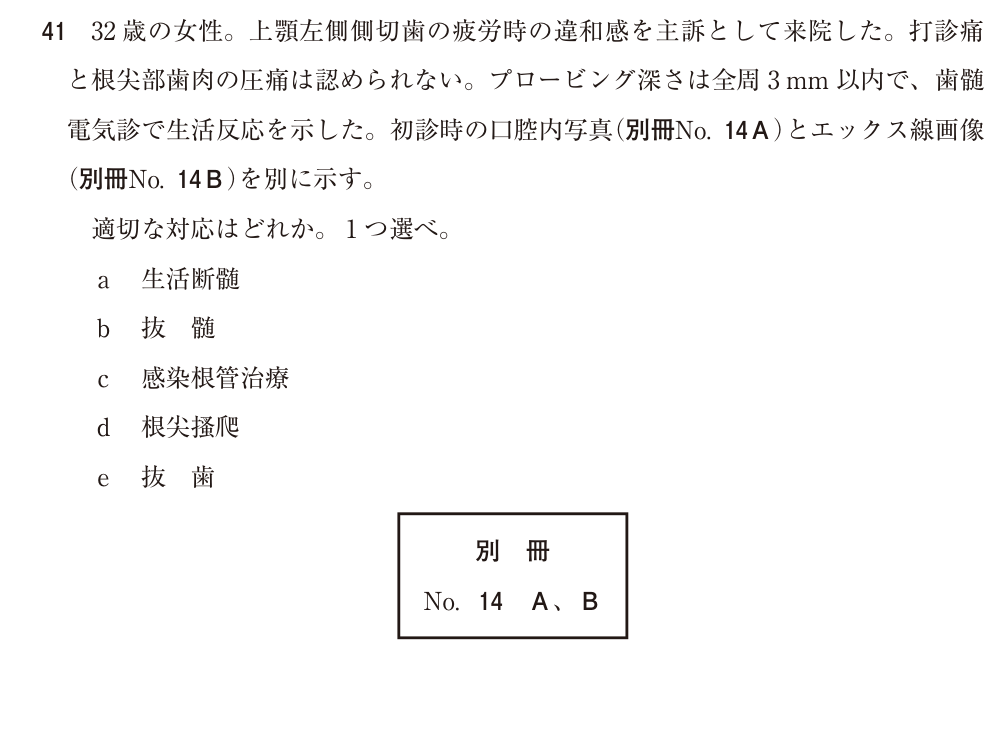 41 32歳の女性。上顎左側側切歯の疲労時の違和感を主訴として来院した。打診痛
と根尖部歯肉の圧痛は認められない。プロービング深さは全周3mm以内で、歯髄
電気診で生活反応を示した。初診時の口腔内写真(別冊No. 14A)とエックス線画像
(別冊No. 14B)を別に示す。
適切な対応はどれか。1つ選べ。
a 生活断髄
b 抜 髄
c 感染根管治療
d 根尖搔爬
e 抜 歯
別 冊
No. 14 A、B